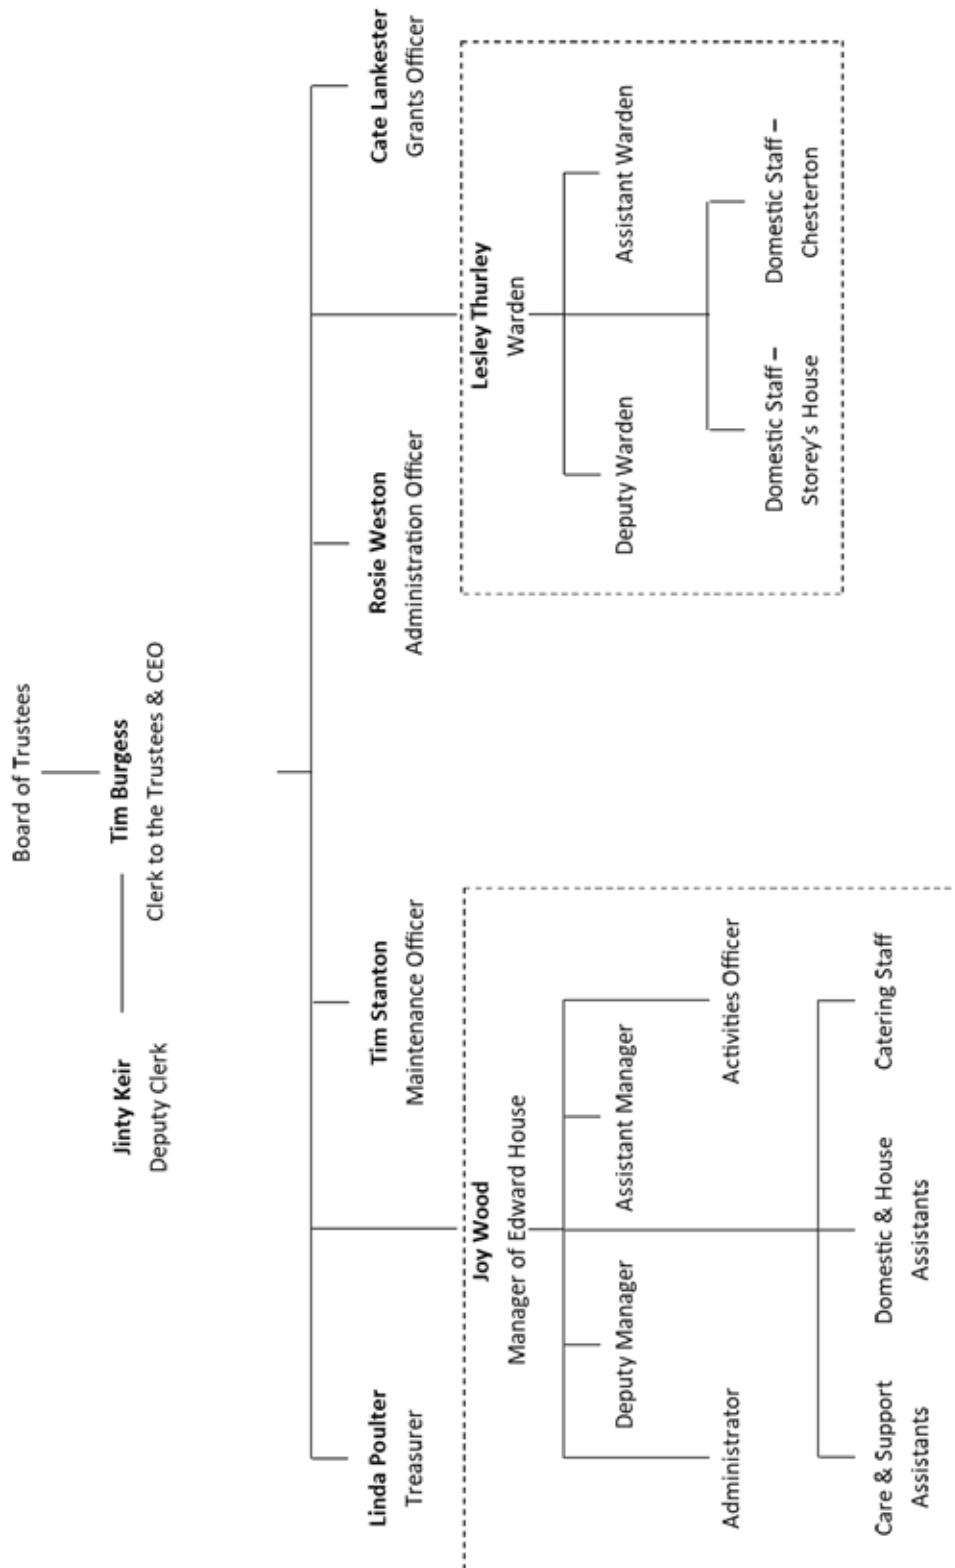 Board of Trustees
Jinty Keir
Deputy Clerk
Tim Burgess
Clerk to the Trustees & CEO
Linda Poulter
Treasurer
Tim Stanton
Maintenance Officer
Rosie Weston
Administration Officer
Cate Lankester
Grants Officer
Joy Wood
Manager of Edward House
Deputy Manager
Assistant Manager
Administrator
Activities Officer
Care & Support
Assistants
Domestic & House
Assistants
Catering Staff
Lesley Thurley
Warden
Deputy Warden
Assistant Warden
Domestic Staff –
Storey's House
Domestic Staff –
Chesterton